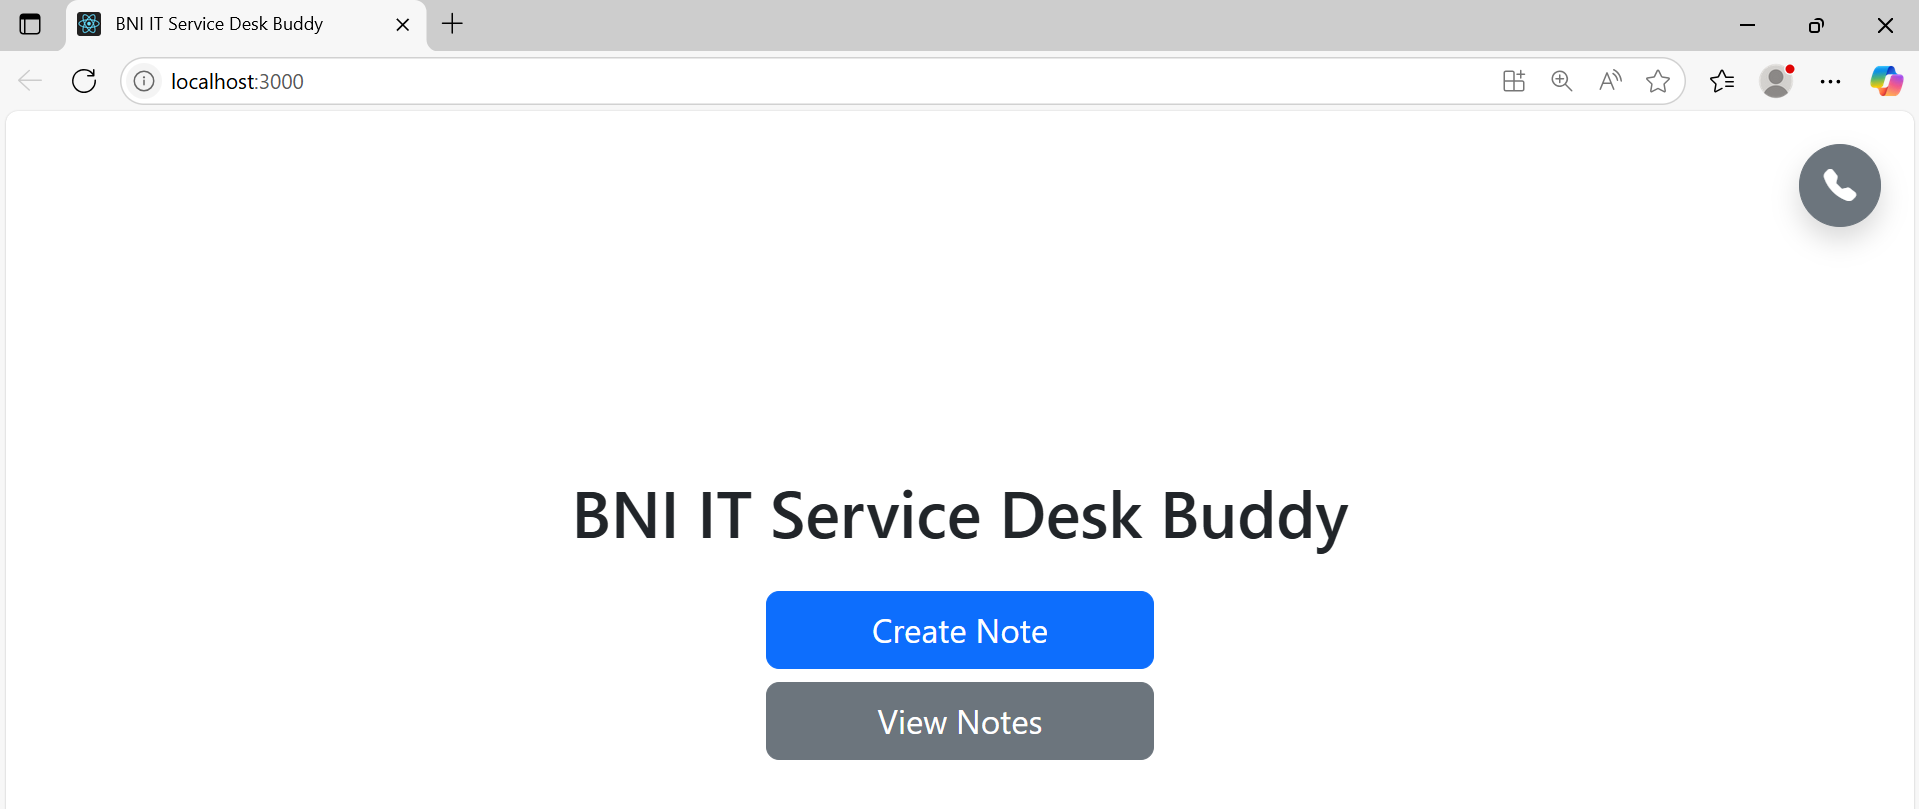 BNI IT Service Desk Buddy
localhost:3000
BNI IT Service Desk Buddy
Create Note
View Notes